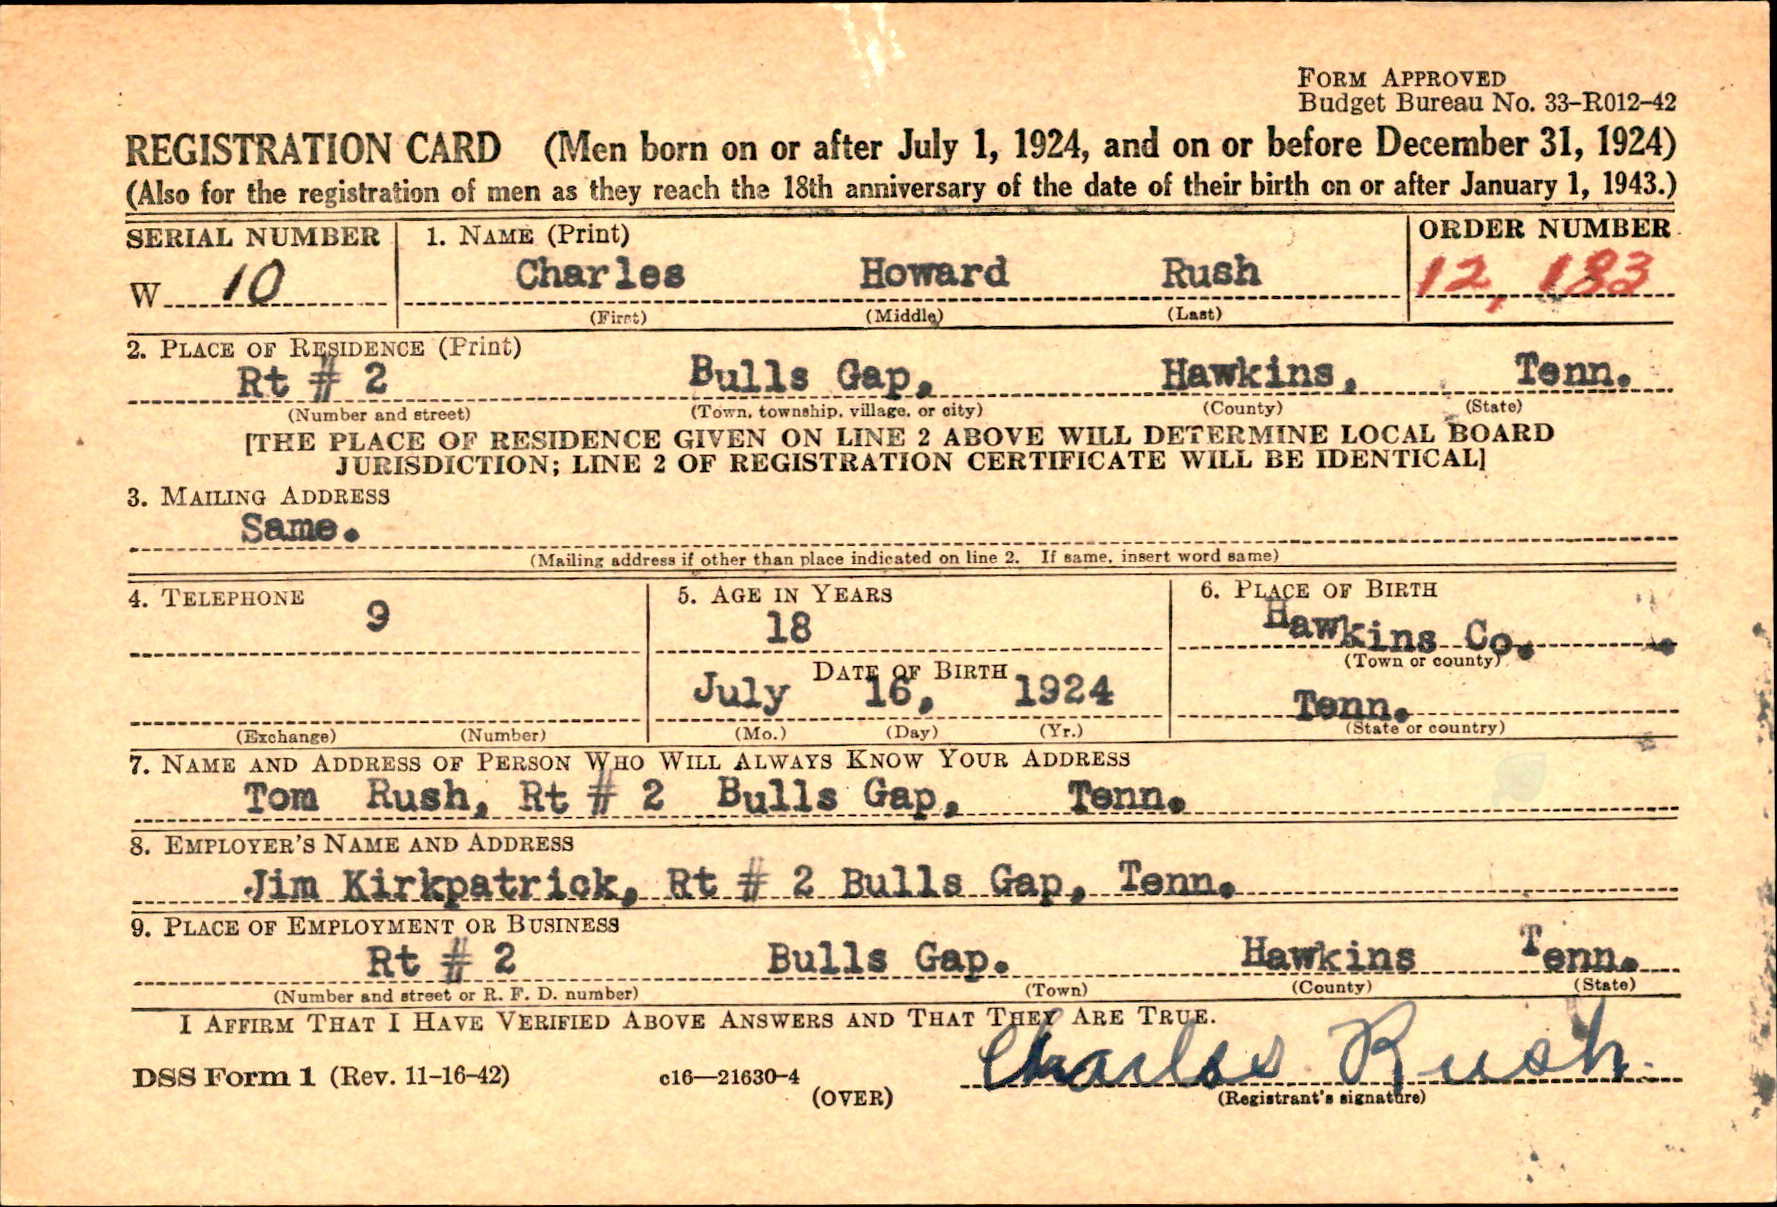 FORM APPROVED
Budget Bureau No. 33-R012-42
REGISTRATION CARD (Men born on or after July 1, 1924, and on or before December 31, 1924)
(Also for the registration of men as they reach the 18th anniversary of the date of their birth on or after January 1, 1943.)
SERIAL NUMBER 1. NAME (Print) ORDER NUMBER
W 10 Charles Howard Rush 12,183
(First) (Middle) (Last)
2. PLACE OF RESIDENCE (Print)
Rt # 2 Bulls Gap, Hawkins, Tenn.
(Number and street) (Town, township, village, or city) (County) (State)
[THE PLACE OF RESIDENCE GIVEN ON LINE 2 ABOVE WILL DETERMINE LOCAL BOARD
JURISDICTION; LINE 2 OF REGISTRATION CERTIFICATE WILL BE IDENTICAL]
3. MAILING ADDRESS
Same.
(Mailing address if other than place indicated on line 2. If same, insert word same)
4. TELEPHONE 5. AGE IN YEARS 6. PLACE OF BIRTH
9 18 Hawkins Co.
(Town or county)
DATE OF BIRTH
July 16, 1924 Tenn.
(Exchange) (Number) (Mo.) (Day) (Yr.) (State or country)
7. NAME AND ADDRESS OF PERSON WHO WILL ALWAYS KNOW YOUR ADDRESS
Tom Rush, Rt # 2 Bulls Gap, Tenn.
8. EMPLOYER'S NAME AND ADDRESS
Jim Kirkpatrick, Rt # 2 Bulls Gap, Tenn.
9. PLACE OF EMPLOYMENT OR BUSINESS
Rt # 2 Bulls Gap. Hawkins Tenn.
(Number and street or R. F. D. number) (Town) (County) (State)
I AFFIRM THAT I HAVE VERIFIED ABOVE ANSWERS AND THAT THEY ARE TRUE.
Charles Rush
DSS Form 1 (Rev. 11-16-42) c16—21630-4 (OVER) (Registrant's signature)